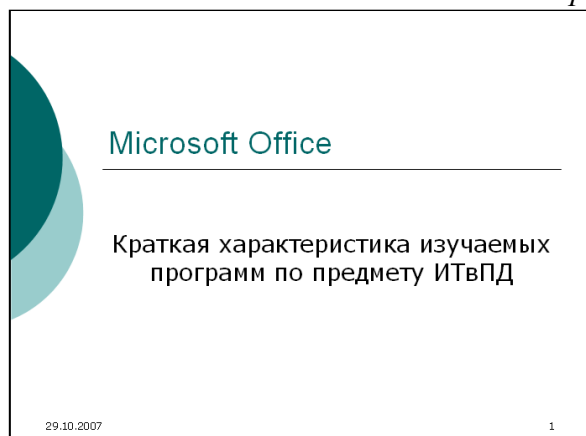 Microsoft Office
Краткая характеристика изучаемых
программ по предмету ИТвПД
29.10.2007
1